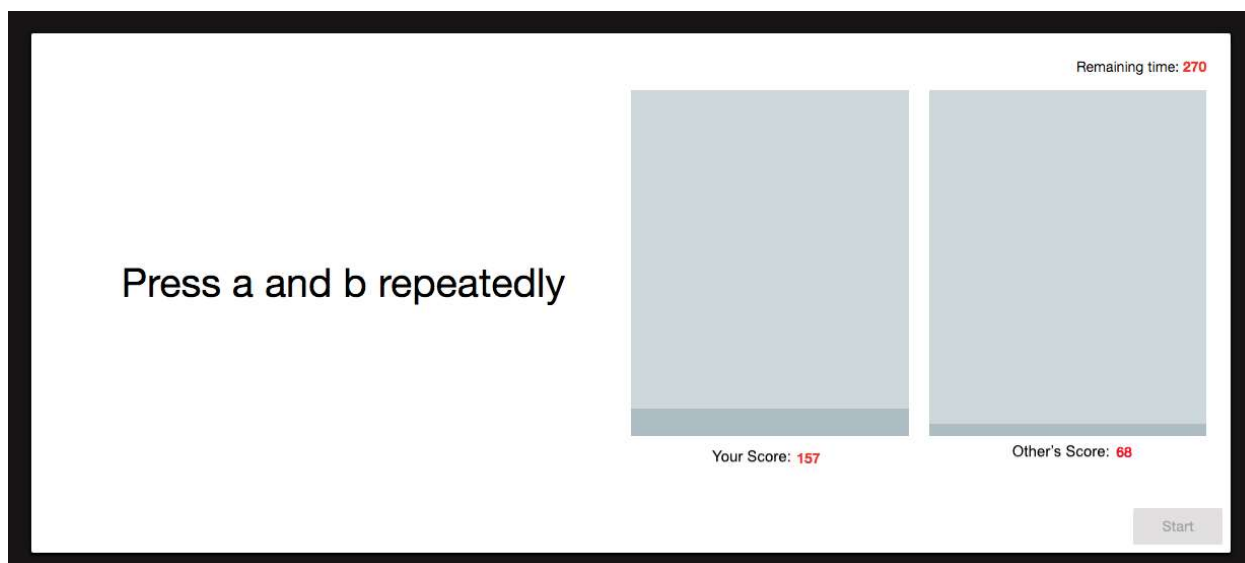 Remaining time: 270
Press a and b repeatedly
Your Score: 157
Other's Score: 68
Start